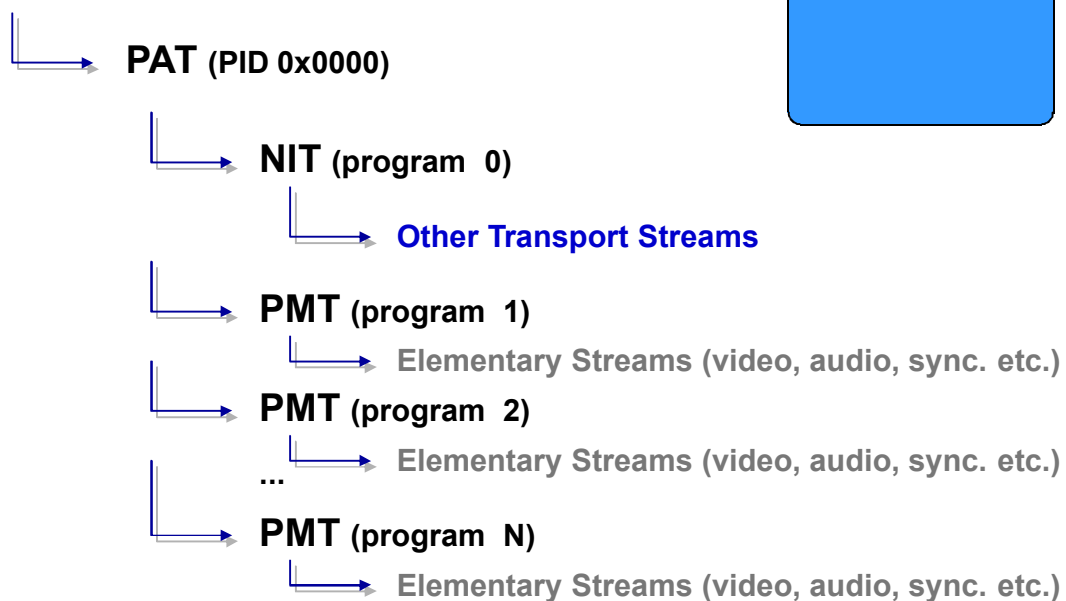 PAT (PID 0x0000)
NIT (program 0)
Other Transport Streams
PMT (program 1)
Elementary Streams (video, audio, sync. etc.)
PMT (program 2)
Elementary Streams (video, audio, sync. etc.)
...
PMT (program N)
Elementary Streams (video, audio, sync. etc.)